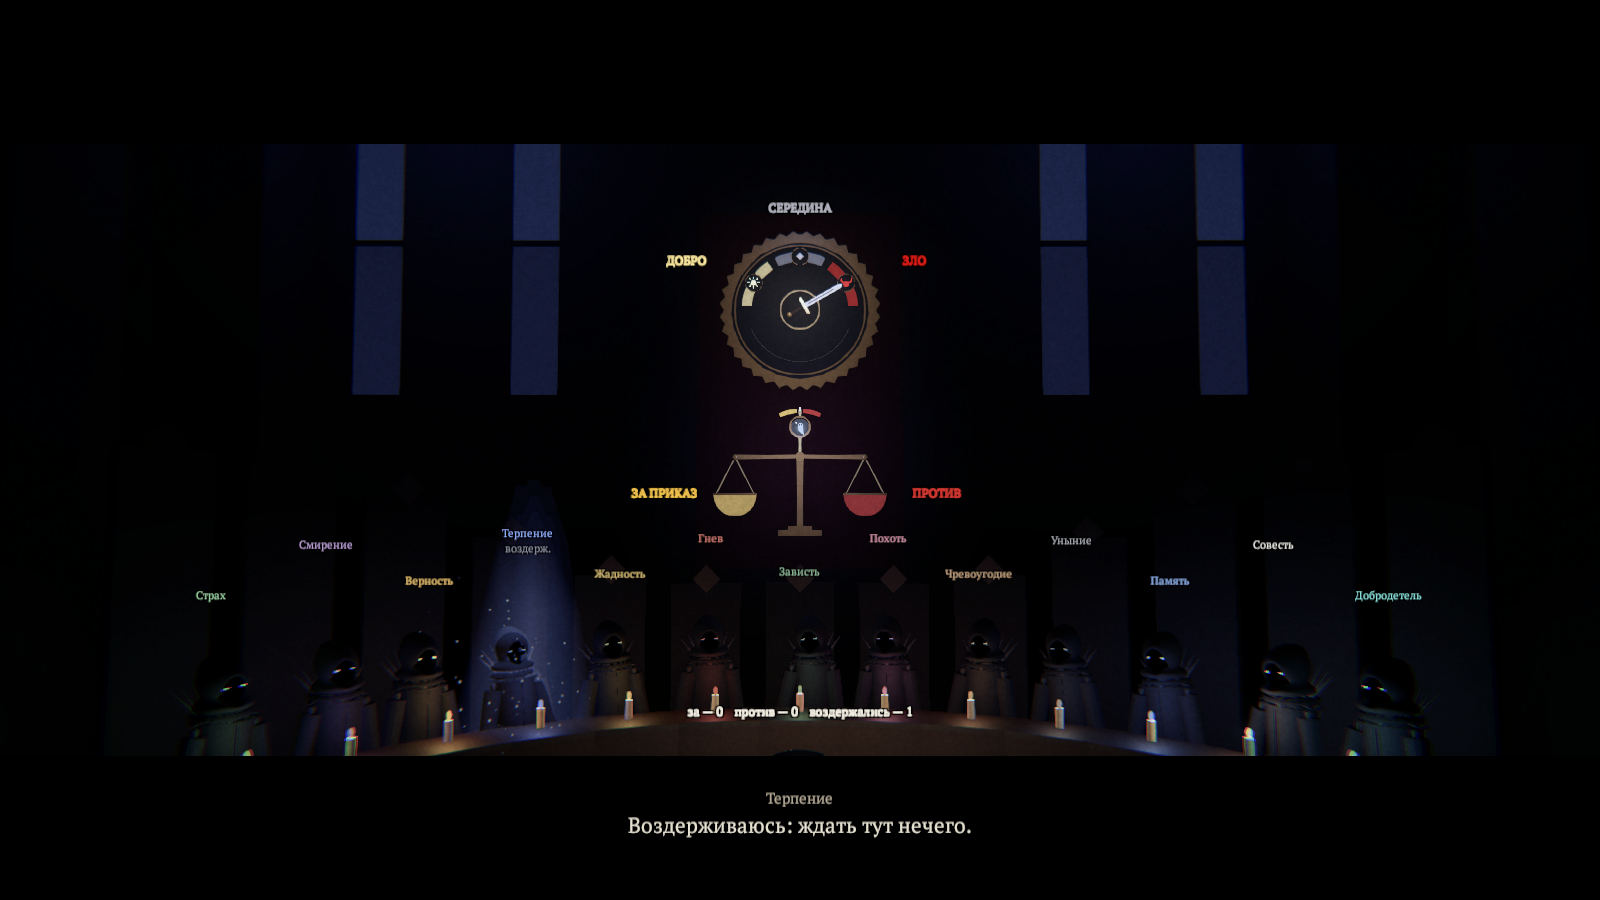 СЕРЕДИНА
ДОБРО
ЗЛО
ЗА ПРИКАЗ
ПРОТИВ
Терпение
воздерж.
Гнев
Похоть
Уныние
Смирение
Совесть
Верность
Жадность
Зависть
Чревоугодие
Память
Страх
Добродетель
за — 0 против — 0 воздержались — 1
Терпение
Воздерживаюсь: ждать тут нечего.